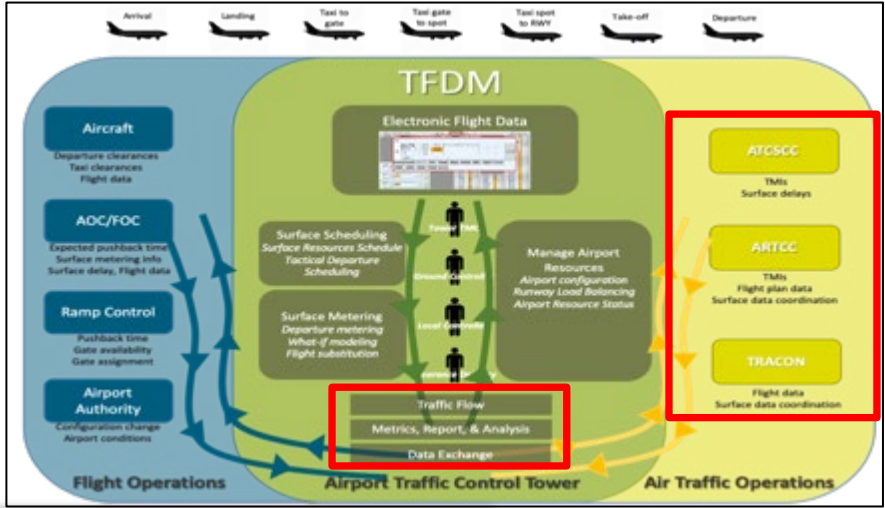 Arrival
Landing
Taxi to
gate
Taxi gate
to spot
Taxi spot
to RWY
Take-off
Departure
TFDM
Electronic Flight Data
Aircraft
Departure clearances
Taxi clearances
Flight data
AOC/FOC
Expected pushback time
Surface metering info
Surface delay, Flight data
Ramp Control
Pushback time
Gate availability
Gate assignment
Airport
Authority
Configuration change
Airport conditions
Tower TMC
Surface Scheduling
Surface Resources Schedule
Tactical Departure
Scheduling
Ground
Surface Metering
Departure metering
What-if modeling
Flight substitution
Local
Manage Airport
Resources
Airport configuration
Runway Load Balancing
Airport Resource Status
Traffic Flow
Metrics, Report, & Analysis
Data Exchange
ATCSCC
TMIs
Surface delays
ARTCC
TMIs
Flight plan data
Surface data coordination
TRACON
Flight data
Surface data coordination
Flight Operations
Airport Traffic Control Tower
Air Traffic Operations